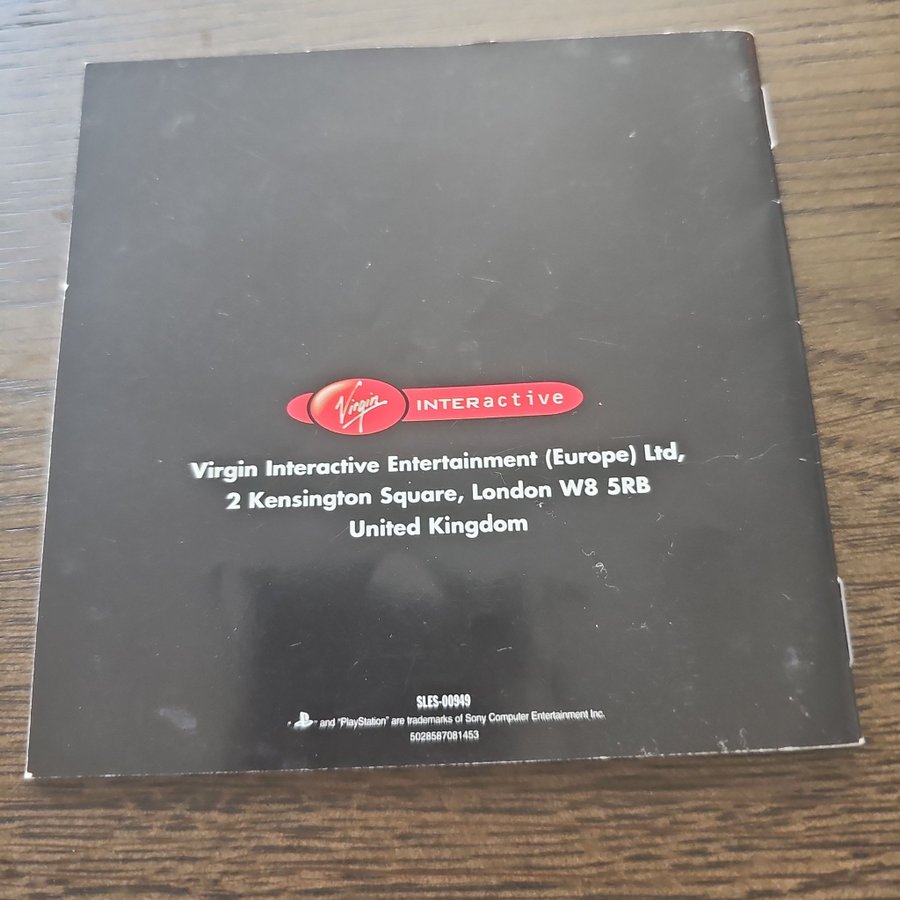 Virgin INTERactive
Virgin Interactive Entertainment (Europe) Ltd,
2 Kensington Square, London W8 5RB
United Kingdom
SLES-00949
" " and "PlayStation" are trademarks of Sony Computer Entertainment Inc.
5028587081453